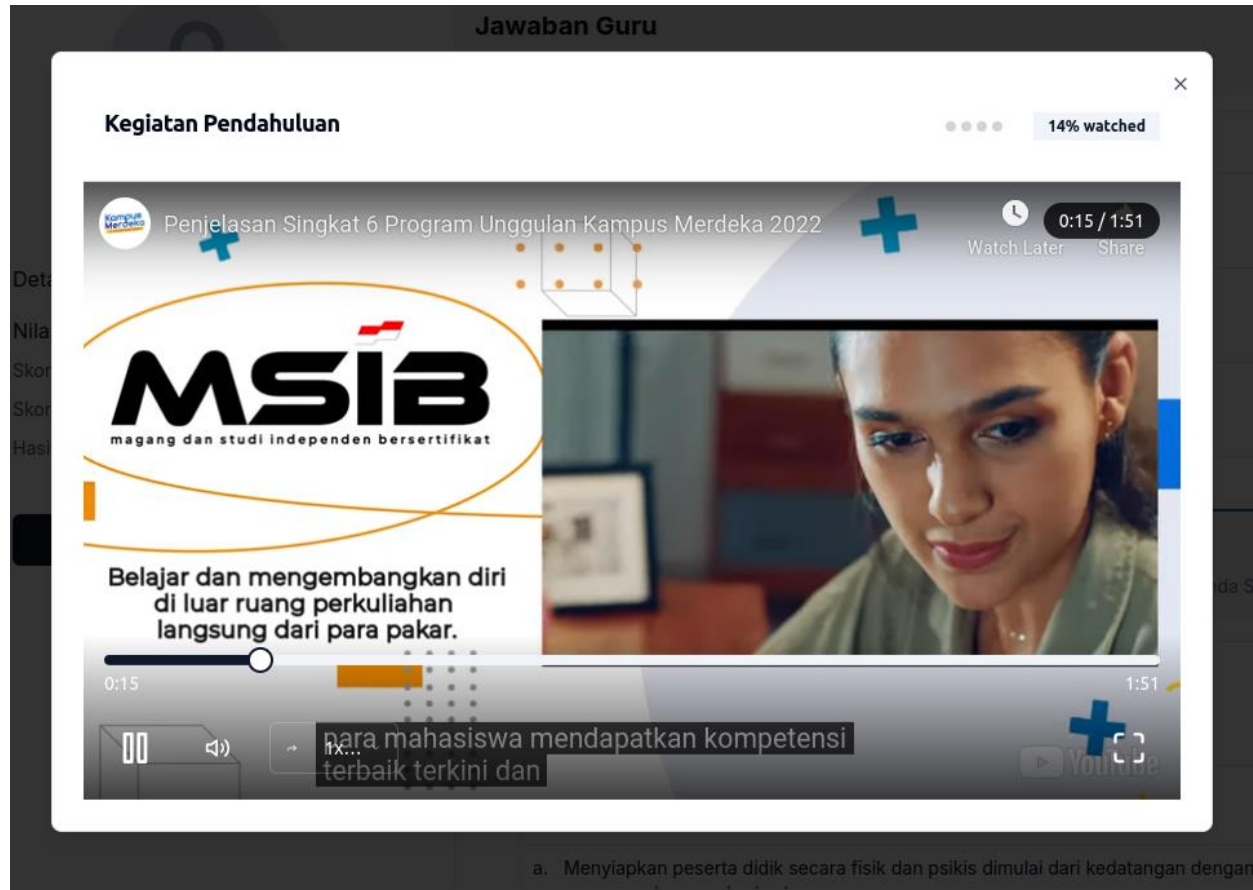 Jawaban Guru
Kegiatan Pendahuluan
14% watched
Kampus
Merdeka
Penjelasan Singkat 6 Program Unggulan Kampus Merdeka 2022
0:15 / 1:51
Watch Later Share
MSIB
magang dan studi independen bersertifikat
Belajar dan mengembangkan diri
di luar ruang perkuliahan
langsung dari para pakar.
0:15
1:51
1x...
para mahasiswa mendapatkan kompetensi
terbaik terkini dan
YouTube
a. Menyiapkan peserta didik secara fisik dan psikis dimulai dari kedatangan dengan